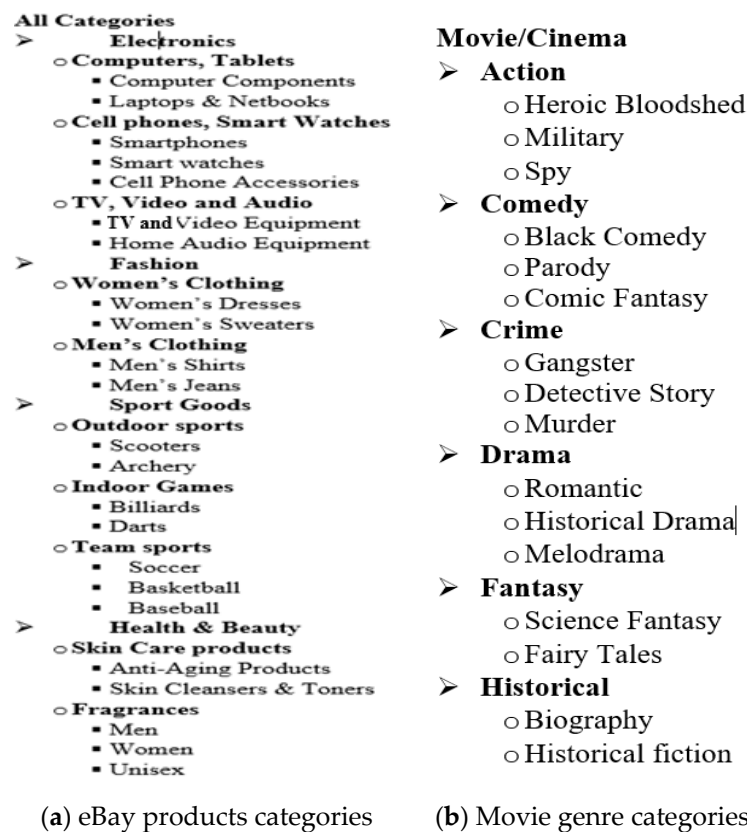 All Categories
➢ Electronics
o Computers, Tablets
▪ Computer Components
▪ Laptops & Netbooks
o Cell phones, Smart Watches
▪ Smartphones
▪ Smart watches
▪ Cell Phone Accessories
o TV, Video and Audio
▪ TV and Video Equipment
▪ Home Audio Equipment
➢ Fashion
o Women's Clothing
▪ Women's Dresses
▪ Women's Sweaters
o Men's Clothing
▪ Men's Shirts
▪ Men's Jeans
➢ Sport Goods
o Outdoor sports
▪ Scooters
▪ Archery
o Indoor Games
▪ Billiards
▪ Darts
o Team sports
▪ Soccer
▪ Basketball
▪ Baseball
➢ Health & Beauty
o Skin Care products
▪ Anti-Aging Products
▪ Skin Cleansers & Toners
o Fragrances
▪ Men
▪ Women
▪ Unisex
(a) eBay products categories
Movie/Cinema
➢ Action
o Heroic Bloodshed
o Military
o Spy
➢ Comedy
o Black Comedy
o Parody
o Comic Fantasy
➢ Crime
o Gangster
o Detective Story
o Murder
➢ Drama
o Romantic
o Historical Drama
o Melodrama
➢ Fantasy
o Science Fantasy
o Fairy Tales
➢ Historical
o Biography
o Historical fiction
(b) Movie genre categories